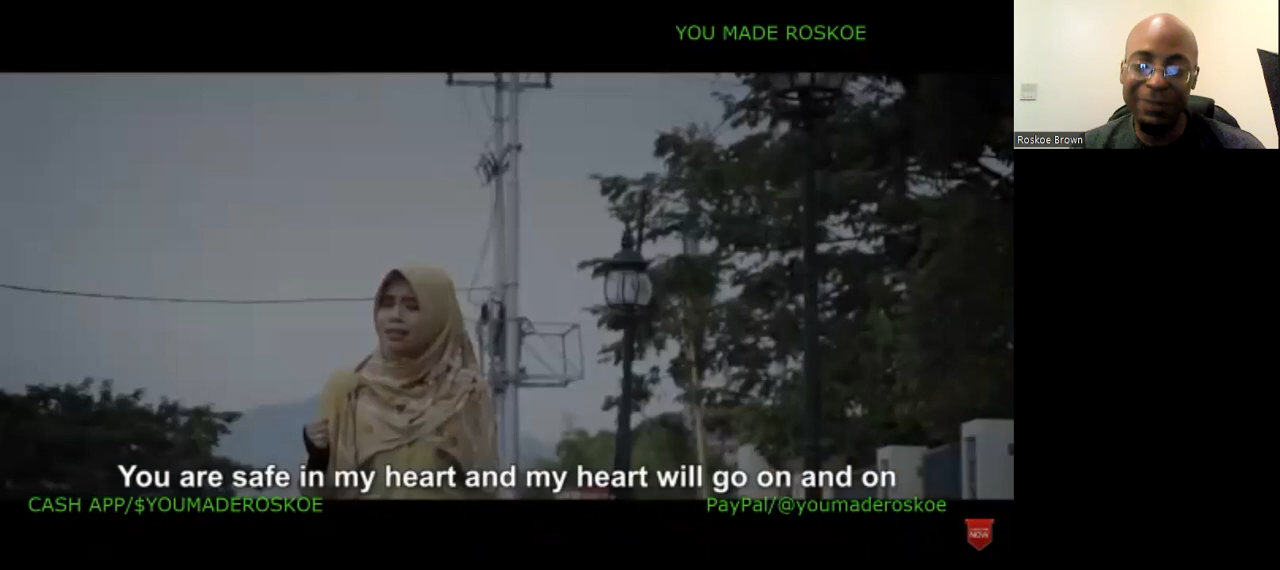 YOU MADE ROSKOE
Roskoe Brown
You are safe in my heart and my heart will go on and on
CASH APP/$YOUMADEROSKOE
PayPal/@youmaderoskoe
NOW